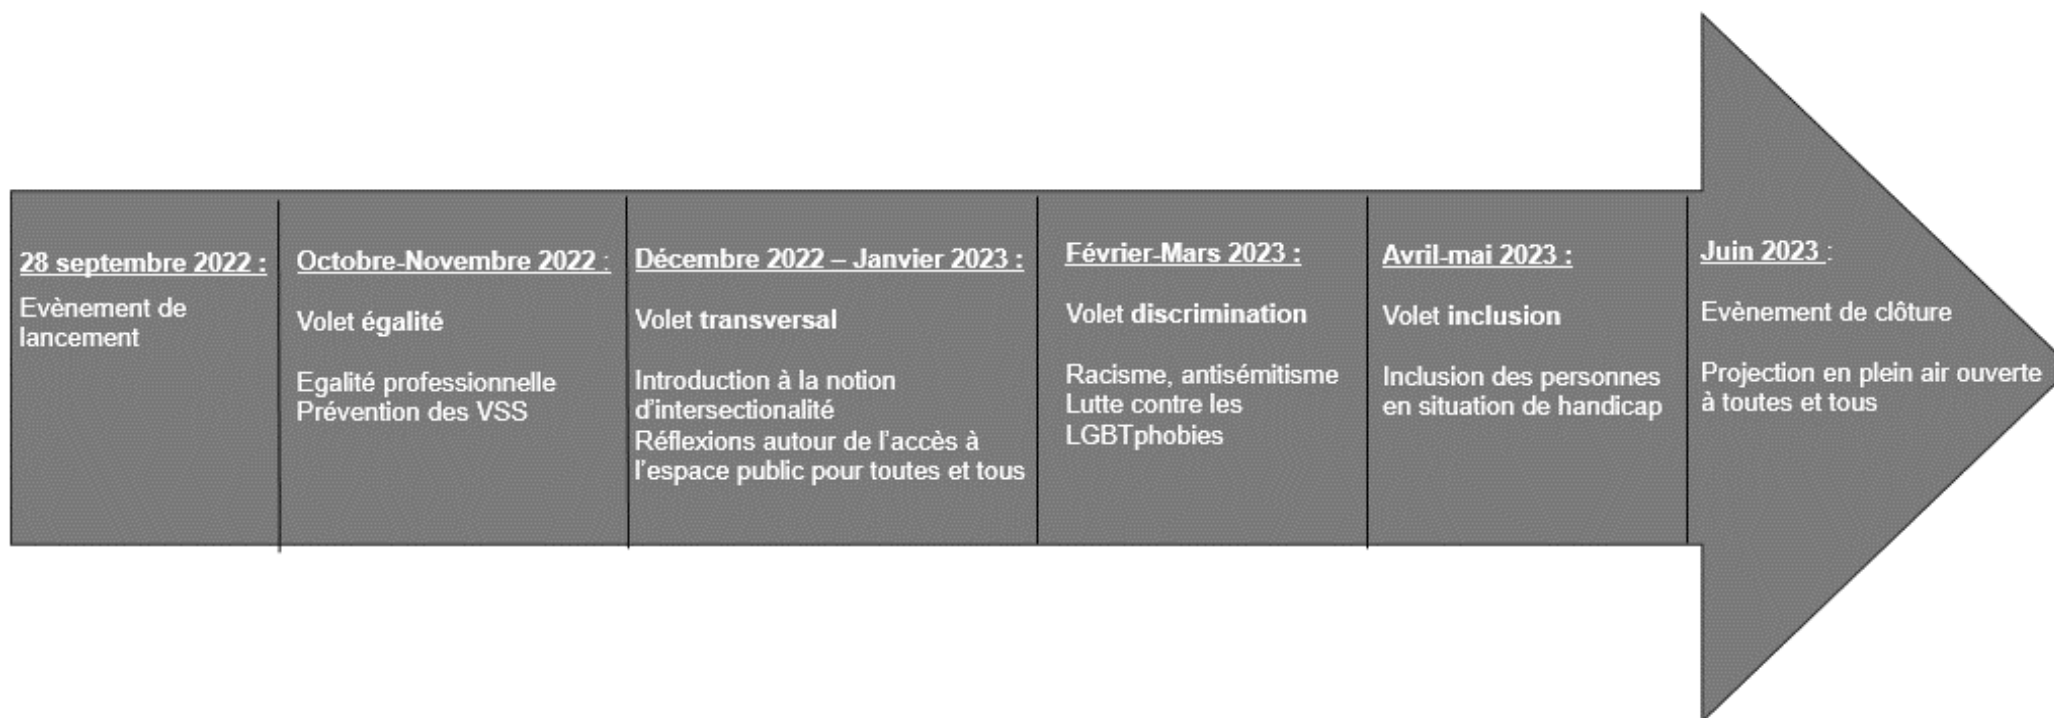 28 septembre 2022 :
Evènement de
lancement
Octobre-Novembre 2022 :
Volet égalité
Egalité professionnelle
Prévention des VSS
Décembre 2022 – Janvier 2023 :
Volet transversal
Introduction à la notion
d'intersectionalité
Réflexions autour de l'accès à
l'espace public pour toutes et tous
Février-Mars 2023 :
Volet discrimination
Racisme, antisémitisme
Lutte contre les
LGBTphobies
Avril-mai 2023 :
Volet inclusion
Inclusion des personnes
en situation de handicap
Juin 2023 :
Evènement de clôture
Projection en plein air ouverte
à toutes et tous